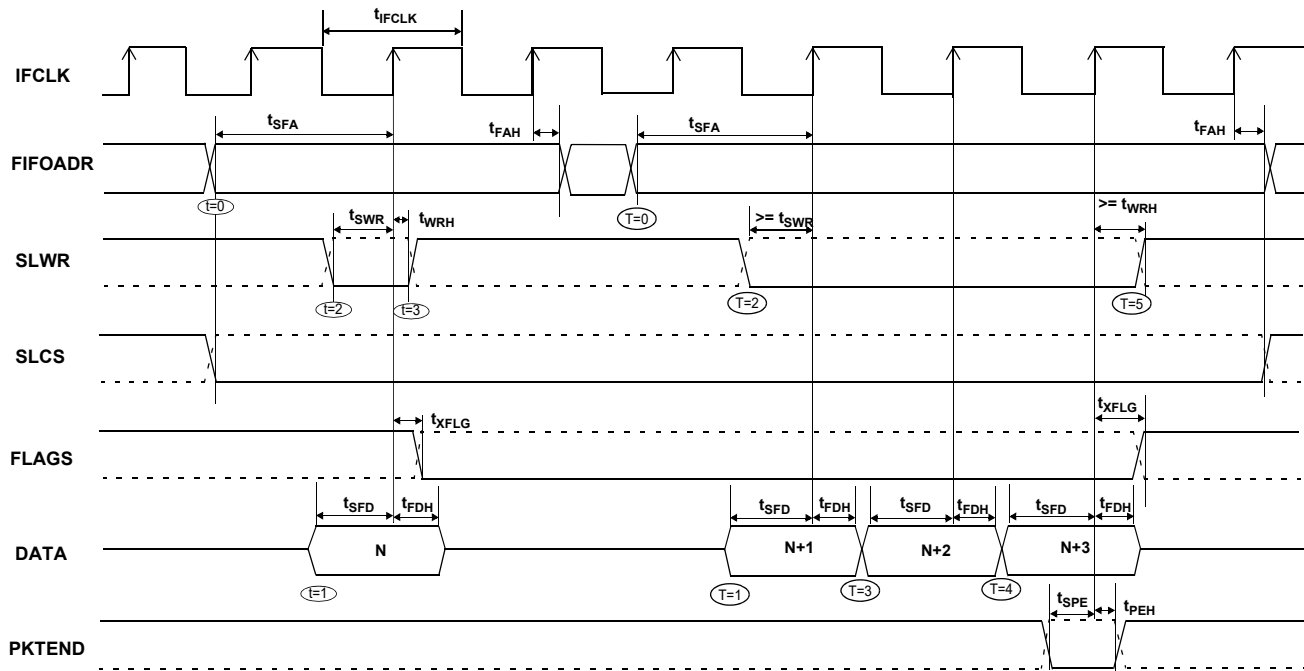 tIFCLK
IFCLK
tSFA
tFAH
tSFA
tFAH
FIFOADR
t=0
T=0
tSWR
tWRH
>= tSWR
>= tWRH
SLWR
t=2
t=3
T=2
T=5
SLCS
tXFLG
tXFLG
FLAGS
tSFD
tFDH
tSFD
tFDH
tSFD
tFDH
tSFD
tFDH
DATA
N
N+1
N+2
N+3
t=1
T=1
T=3
T=4
tSPE
tPEH
PKTEND